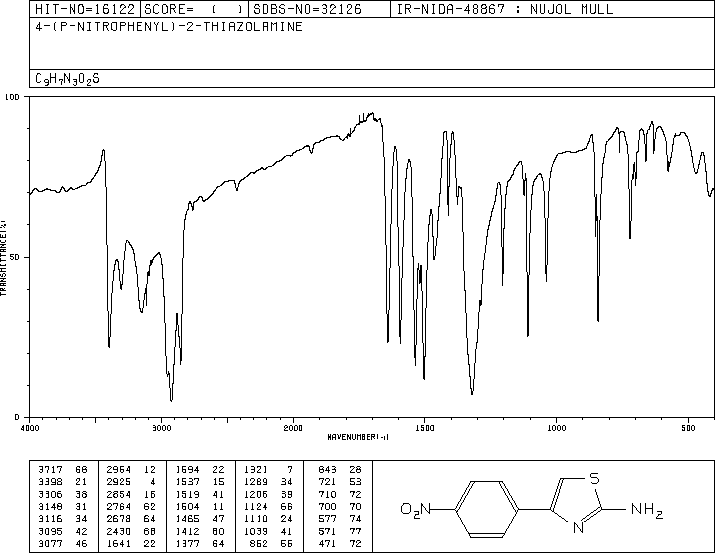 HIT-NO=16122 SCORE= ( ) SDBS-NO=32126 IR-NIDA-48867 : NUJOL MULL
4-(P-NITROPHENYL)-2-THIAZOLAMINE
C9H7N3O2S
100
TRANSMITTANCE(%)
50
0
4000 3000 2000 1500 1000 500
WAVENUMBER(-1)
3717 68 2954 12 1594 22 1321 7 843 28
3398 21 2925 4 1537 15 1289 34 721 53
3306 38 2854 16 1519 41 1206 39 710 72
3148 31 2764 62 1504 11 1124 66 700 70
3116 34 2678 64 1465 47 1110 24 577 74
3095 42 2430 68 1412 60 1039 41 571 77
3077 46 1641 22 1377 64 852 55 471 72
S
O2N
N
NH2